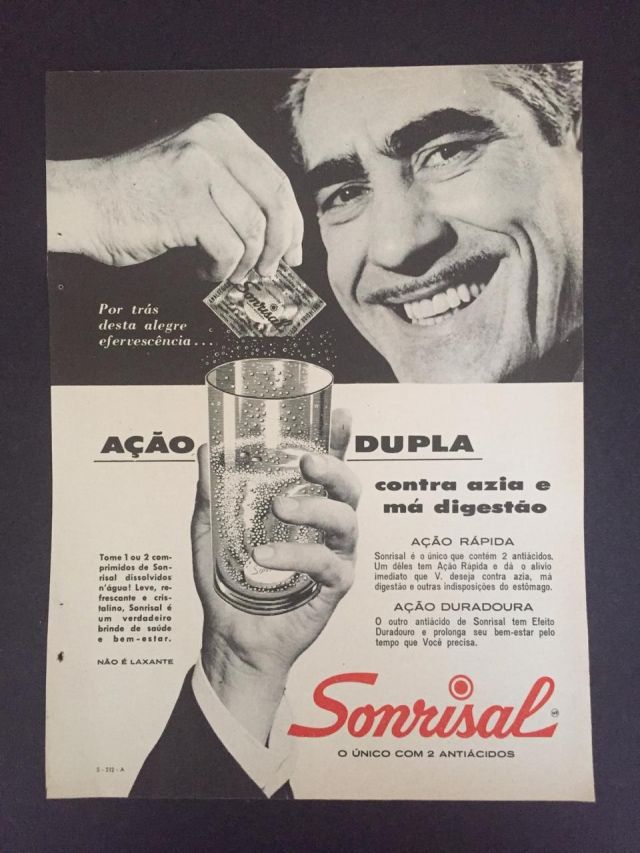 Sonrisal
Por trás
desta alegre
efervescência...
AÇÃO DUPLA
contra azia e
má digestão
Tome 1 ou 2 com-
primidos de Son-
risal dissolvidos
n'água! Leve, re-
frescante e cris-
talino, Sonrisal é
um verdadeiro
brinde de saúde
e bem-estar.
NÃO É LAXANTE
AÇÃO RÁPIDA
Sonrisal é o único que contém 2 antiácidos.
Um dêles tem Ação Rápida e dá o alivio
imediato que V. deseja contra azia, má
digestão e outras indisposições do estômago.
AÇÃO DURADOURA
O outro antiácido de Sonrisal tem Efeito
Duradouro e prolonga seu bem-estar pelo
tempo que Você precisa.
Sonrisal
O ÚNICO COM 2 ANTIÁCIDOS
S - 212 - A